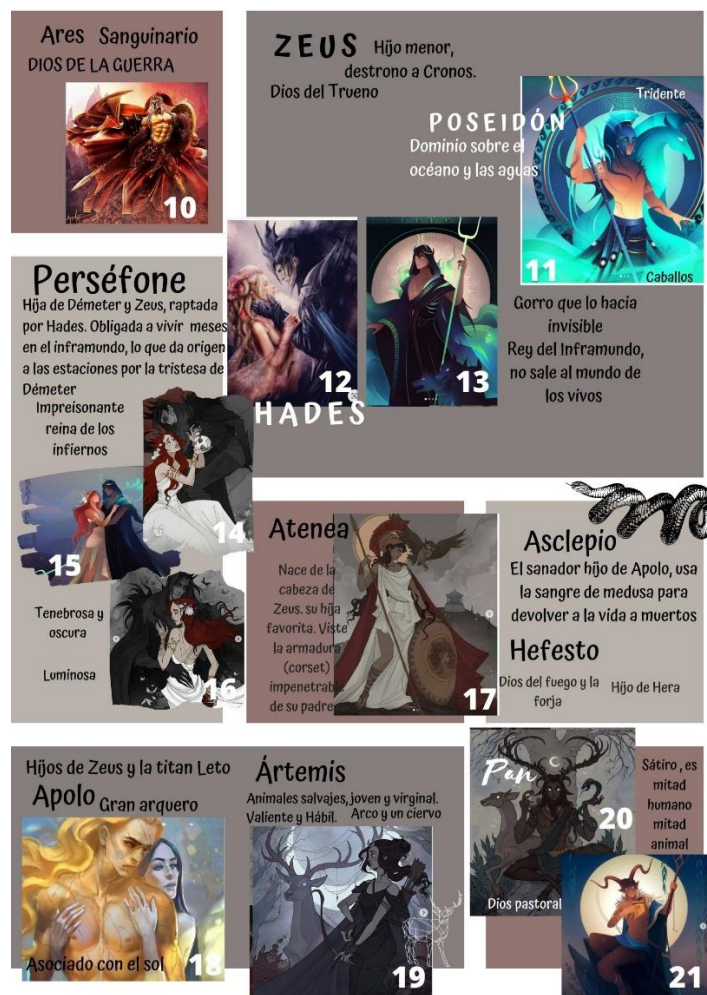 Ares Sanguinario
DIOS DE LA GUERRA
10
ZEUS Hijo menor,
destrono a Cronos.
Dios del Trueno
Tridente
POSEIDÓN
Dominio sobre el
océano y las aguas
11
Caballos
12
13
HADES
Gorro que lo hacia
invisible
Rey del Inframundo,
no sale al mundo de
los vivos
Perséfone
Hija de Démeter y Zeus, raptada
por Hades. Obligada a vivir meses
en el inframundo, lo que da origen
a las estaciones por la tristesa de
Démeter
Impreisonante
reina de los
infiernos
14
15
Tenebrosa y
oscura
Luminosa
16
Atenea
Nace de la
cabeza de
Zeus. su hija
favorita. Viste
la armadura
(corset)
impenetrab
de su padre
17
Asclepio
El sanador hijo de Apolo, usa
la sangre de medusa para
devolver a la vida a muertos
Hefesto
Dios del fuego y la
forja
Hijo de Hera
Hijos de Zeus y la titan Leto
Apolo Gran arquero
Asociado con el sol
18
Ártemis
Animales salvajes, joven y virginal.
Valiente y Hábil. Arco y un ciervo
19
Pan
20
Dios pastoral
Sátiro , es
mitad
humano
mitad
animal
21